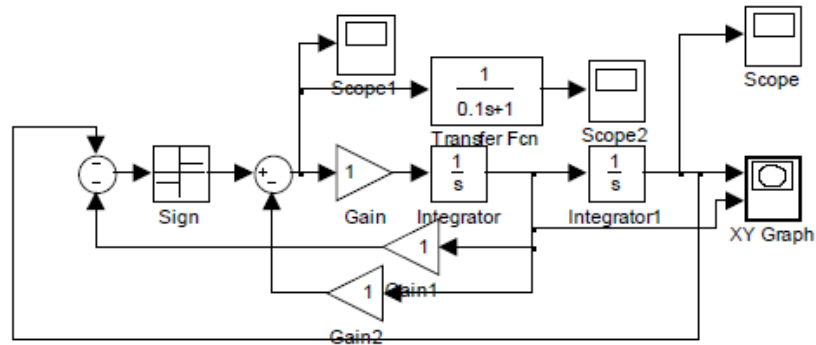 Scope1
Scope
1
0.1s+1
Transfer Fcn
Scope2
−
−
Sign
+
−
1
Gain
1
s
Integrator
1
s
Integrator1
XY Graph
1
Gain1
1
Gain2